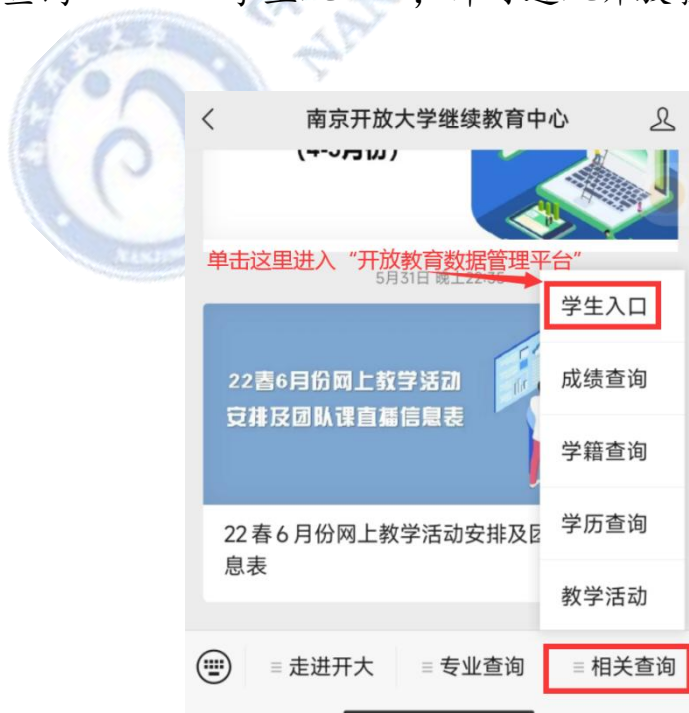 南京开放大学继续教育中心
单击这里进入“开放教育数据管理平台”
5月31日 晚上22:35
学生入口
22春6月份网上教学活动
安排及团队课直播信息表
成绩查询
学籍查询
22春6月份网上教学活动安排及团
息表
学历查询
教学活动
走进开大
专业查询
相关查询